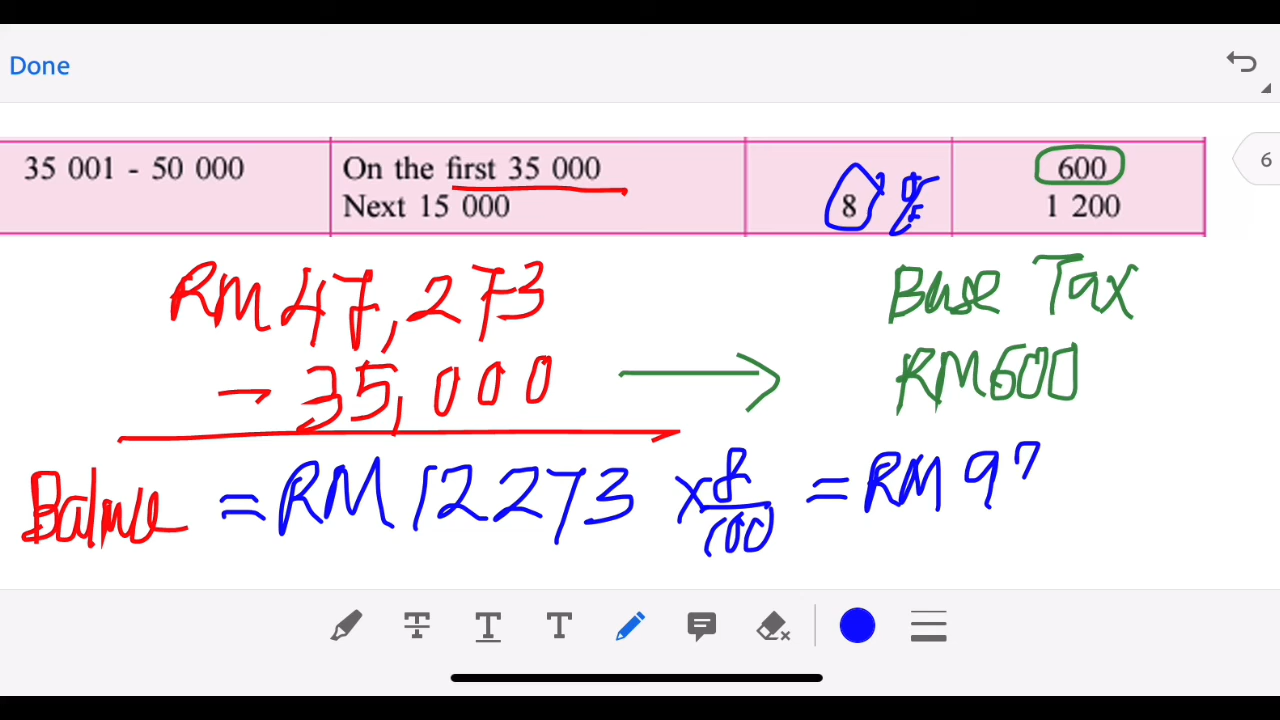 Done
6
35 001 - 50 000 On the first 35 000 600
Next 15 000 8 % 1 200
RM47,273 Base Tax
- 35,000 RM600
Balance = RM12273 x 8/100 = RM97